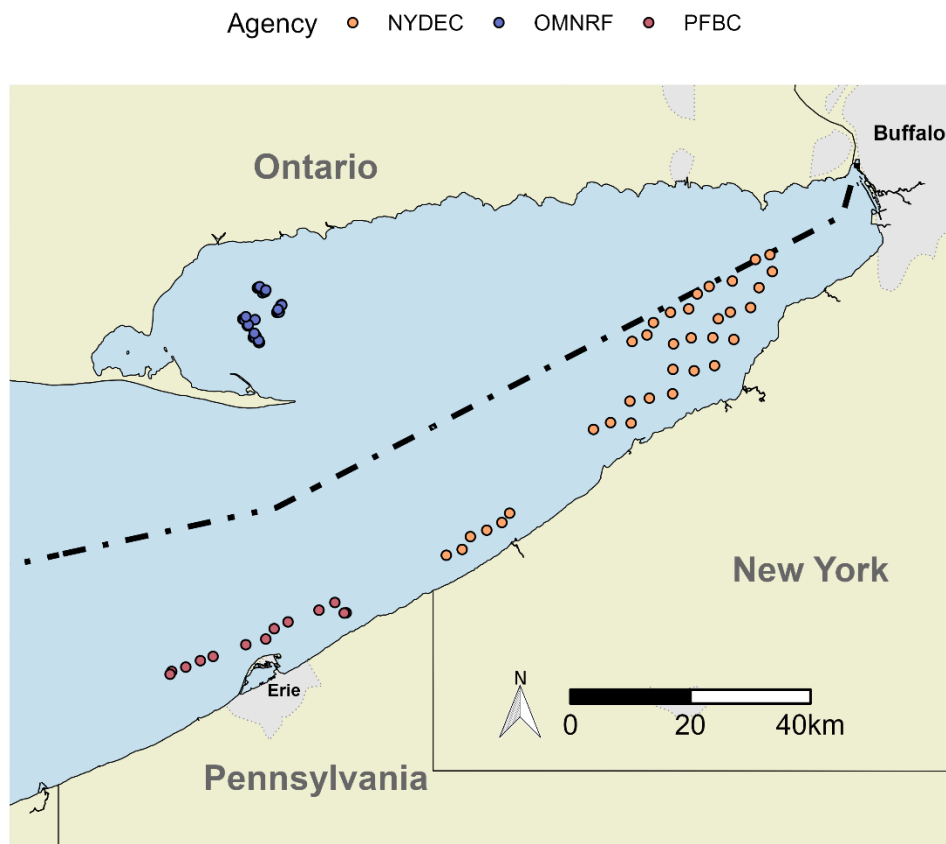 Agency NYDEC OMNRF PFBC
Buffalo
Ontario
New York
N
Erie
0 20 40km
Pennsylvania